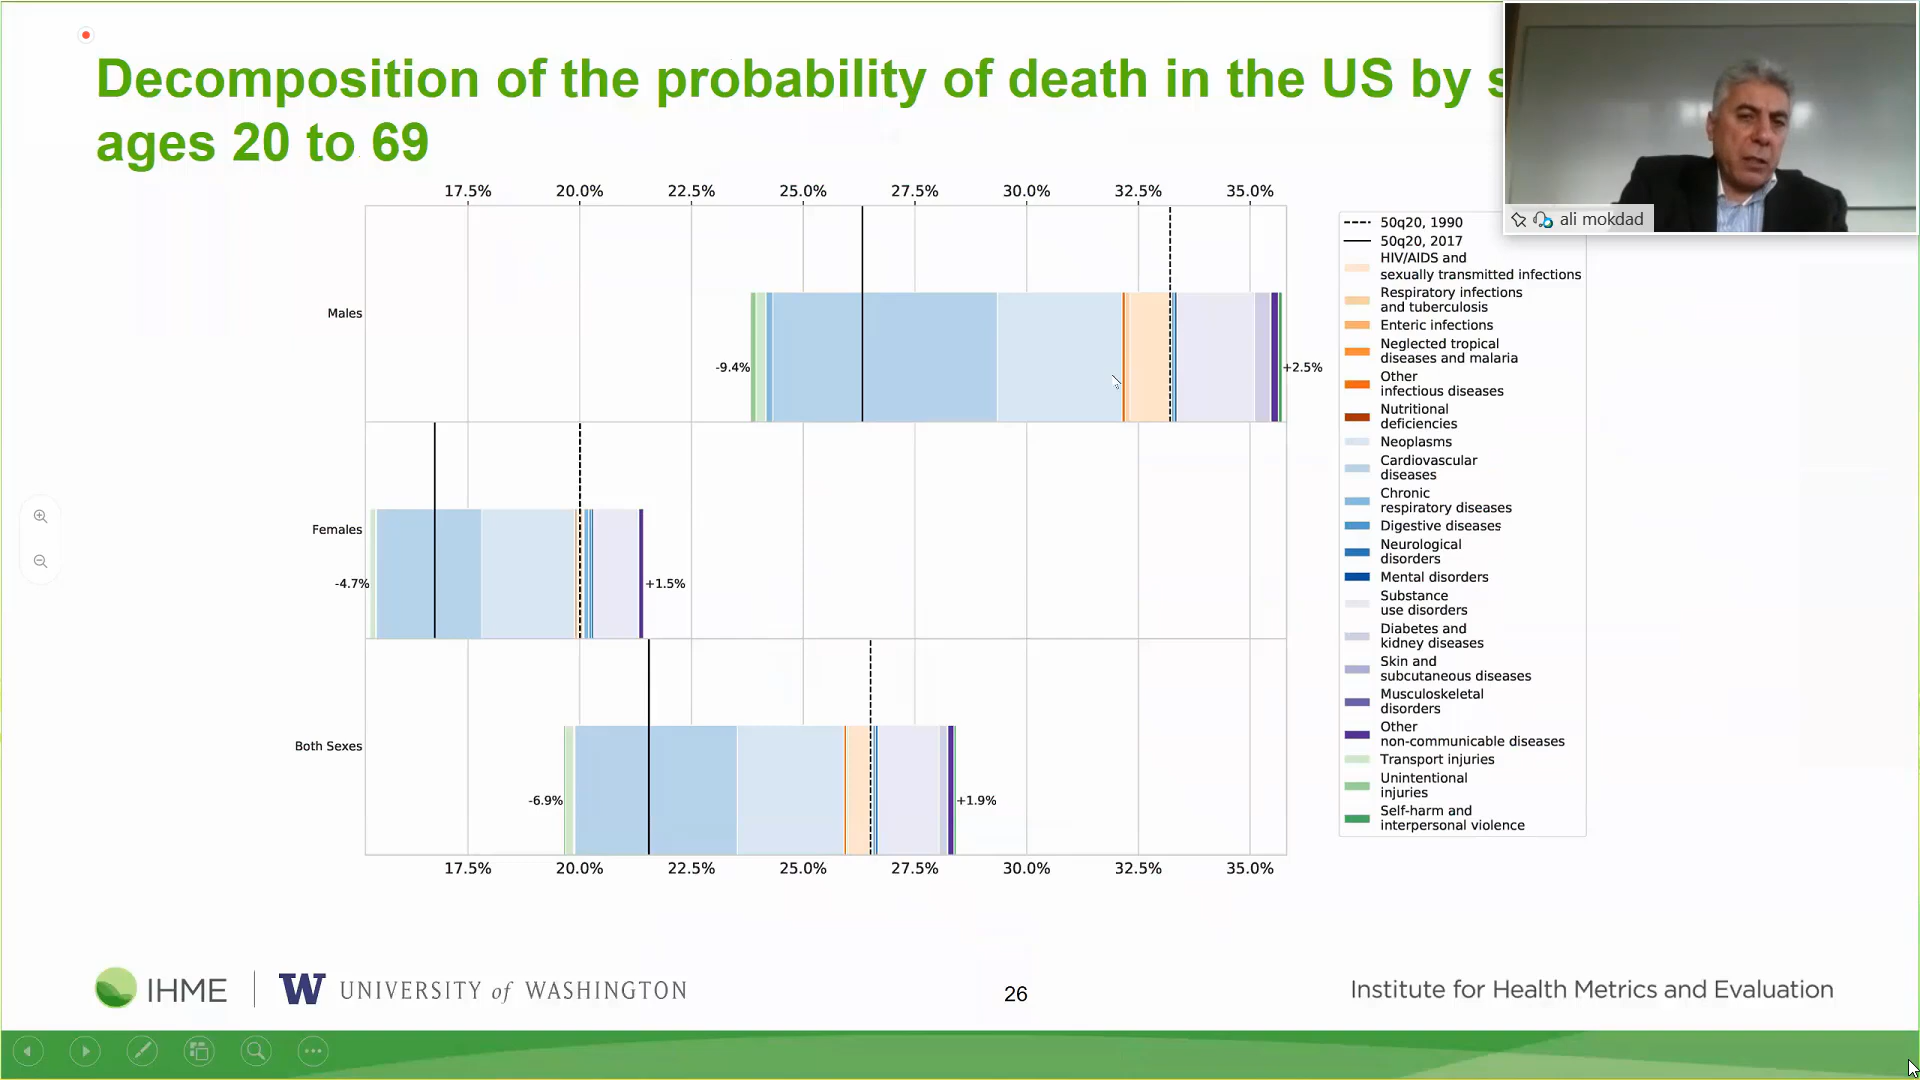 Decomposition of the probability of death in the US by
ages 20 to 69
17.5% 20.0% 22.5% 25.0% 27.5% 30.0% 32.5% 35.0%
Males
-9.4%
+2.5%
Females
-4.7%
+1.5%
Both Sexes
-6.9%
+1.9%
17.5% 20.0% 22.5% 25.0% 27.5% 30.0% 32.5% 35.0%
50q20, 1990
50q20, 2017
HIV/AIDS and
sexually transmitted infections
Respiratory infections
and tuberculosis
Enteric infections
Neglected tropical
diseases and malaria
Other
infectious diseases
Nutritional
deficiencies
Neoplasms
Cardiovascular
diseases
Chronic
respiratory diseases
Digestive diseases
Neurological
disorders
Mental disorders
Substance
use disorders
Diabetes and
kidney diseases
Skin and
subcutaneous diseases
Musculoskeletal
disorders
Other
non-communicable diseases
Transport injuries
Unintentional
injuries
Self-harm and
interpersonal violence
ali mokdad
IHME
W UNIVERSITY of WASHINGTON
26
Institute for Health Metrics and Evaluation